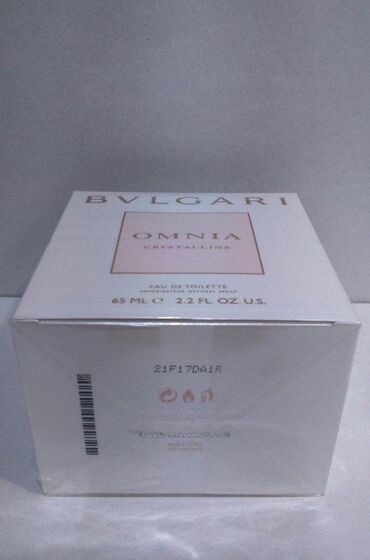 BVLGARI
OMNIA
CRYSTALLINE
EAU DE TOILETTE
VAPORISATEUR NATURAL SPRAY
65 ML ℮ 2.2 FL. OZ. U.S.
21F17DA1R